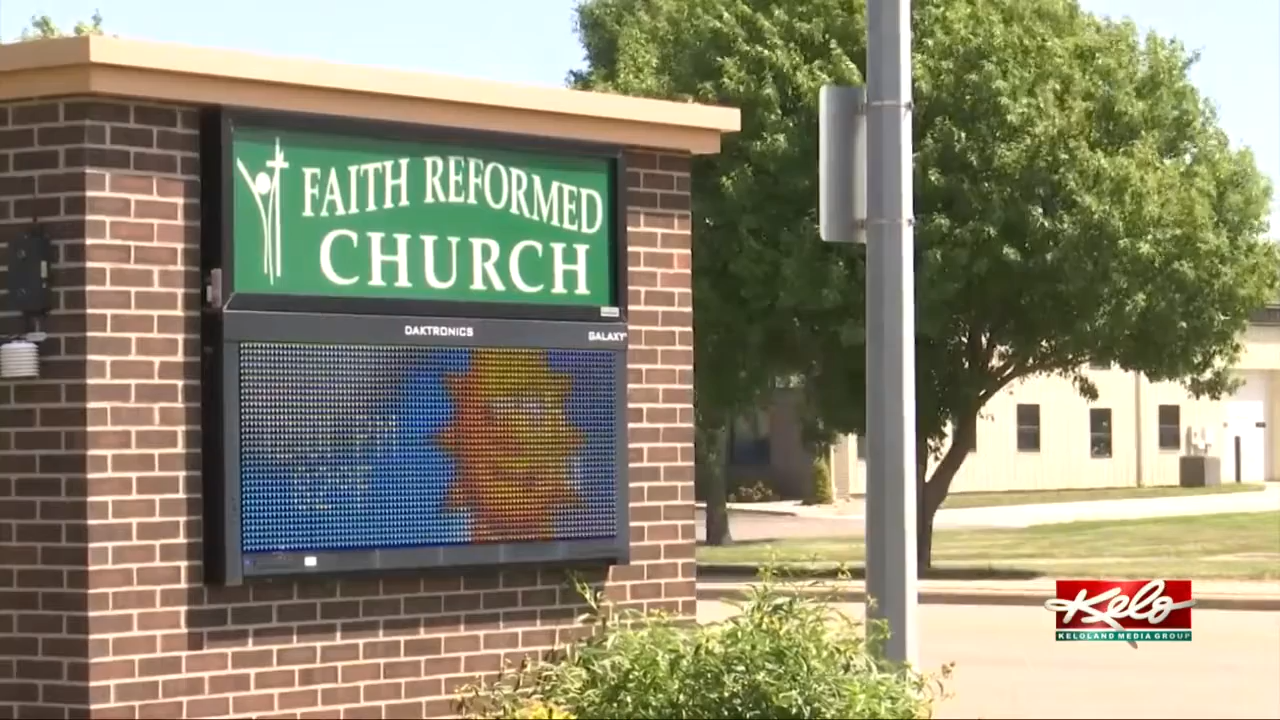 FAITH REFORMED
CHURCH
DAKTRONICS
GALAXY
Kelo
KELOLAND MEDIA GROUP